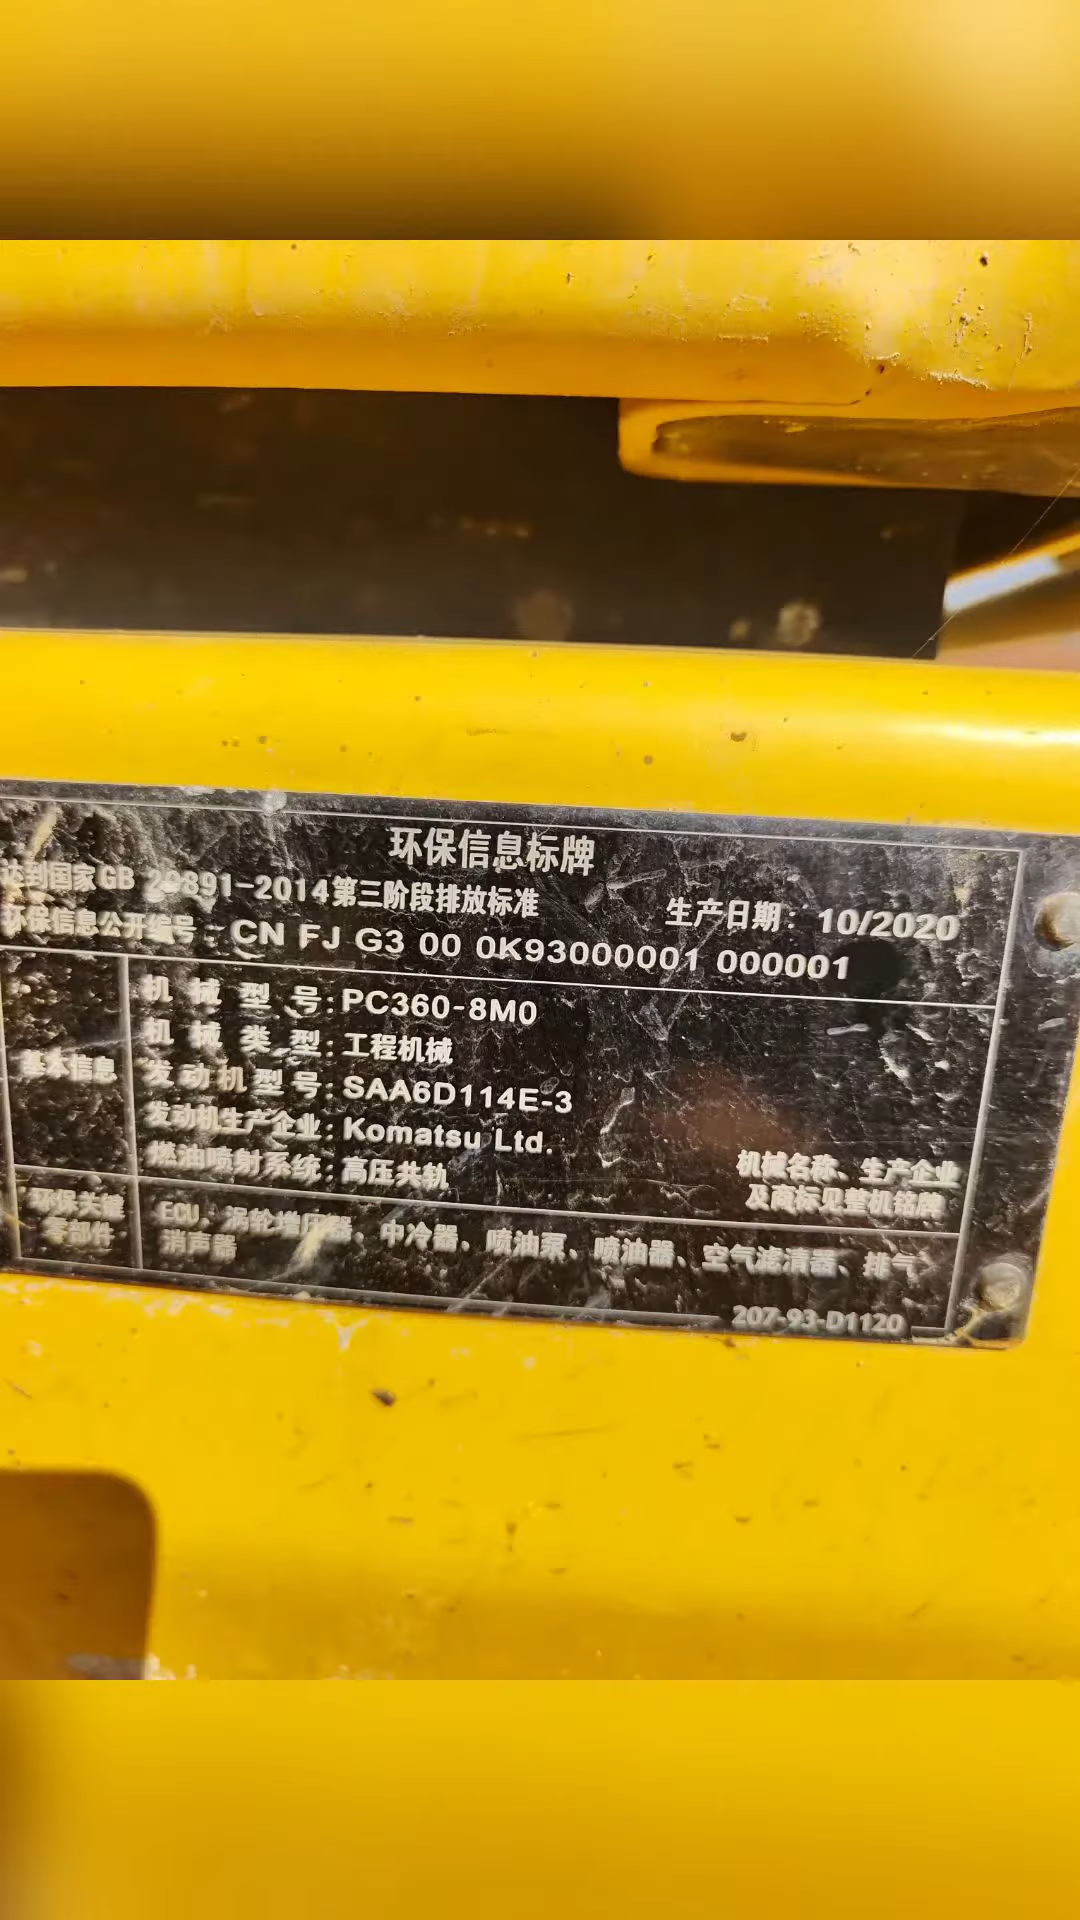 环保信息标牌
达到国家GB 20891-2014第三阶段排放标准
生产日期：10/2020
环保信息公开编号：CN FJ G3 00 0K93000001 000001
基本信息
机械型号：PC360-8M0
机械类型：工程机械
发动机型号：SAA6D114E-3
发动机生产企业：Komatsu Ltd.
燃油喷射系统：高压共轨
机械名称、生产企业
及商标见整机铭牌
环保关键
零部件
ECU、涡轮增压器、中冷器、喷油泵、喷油器、空气滤清器、排气
消声器
207-93-D1120